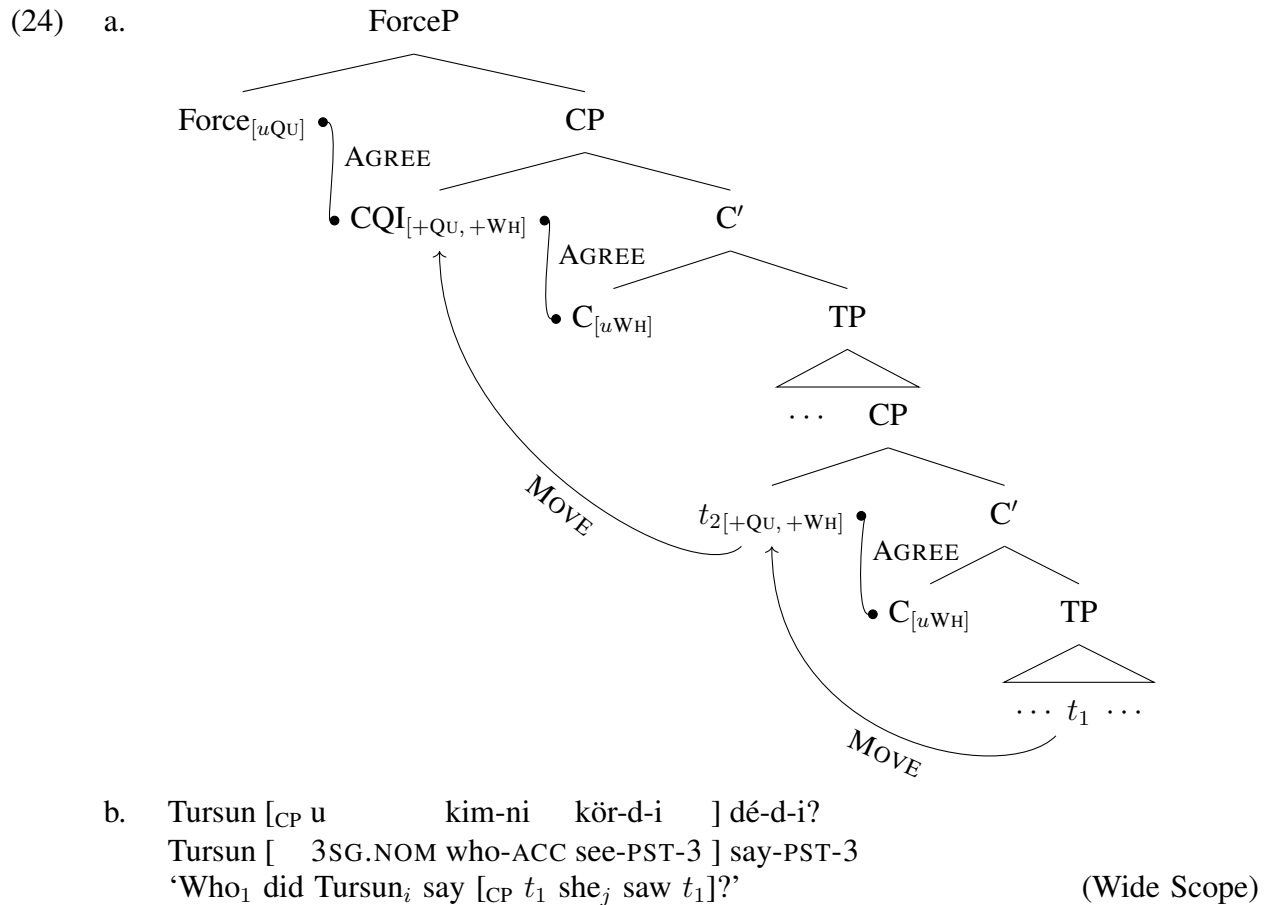 (24) a. ForceP
Force[uQU] CP
AGREE
CQI[+QU, +WH] C′
AGREE
C[uWH] TP
··· CP
MOVE
t2[+QU, +WH] C′
AGREE
C[uWH] TP
··· t1 ···
MOVE
b. Tursun [CP u kim-ni kör-d-i ] dé-d-i?
Tursun [ 3SG.NOM who-ACC see-PST-3 ] say-PST-3
‘Who1 did Tursuni say [CP t1 shej saw t1]?’ (Wide Scope)